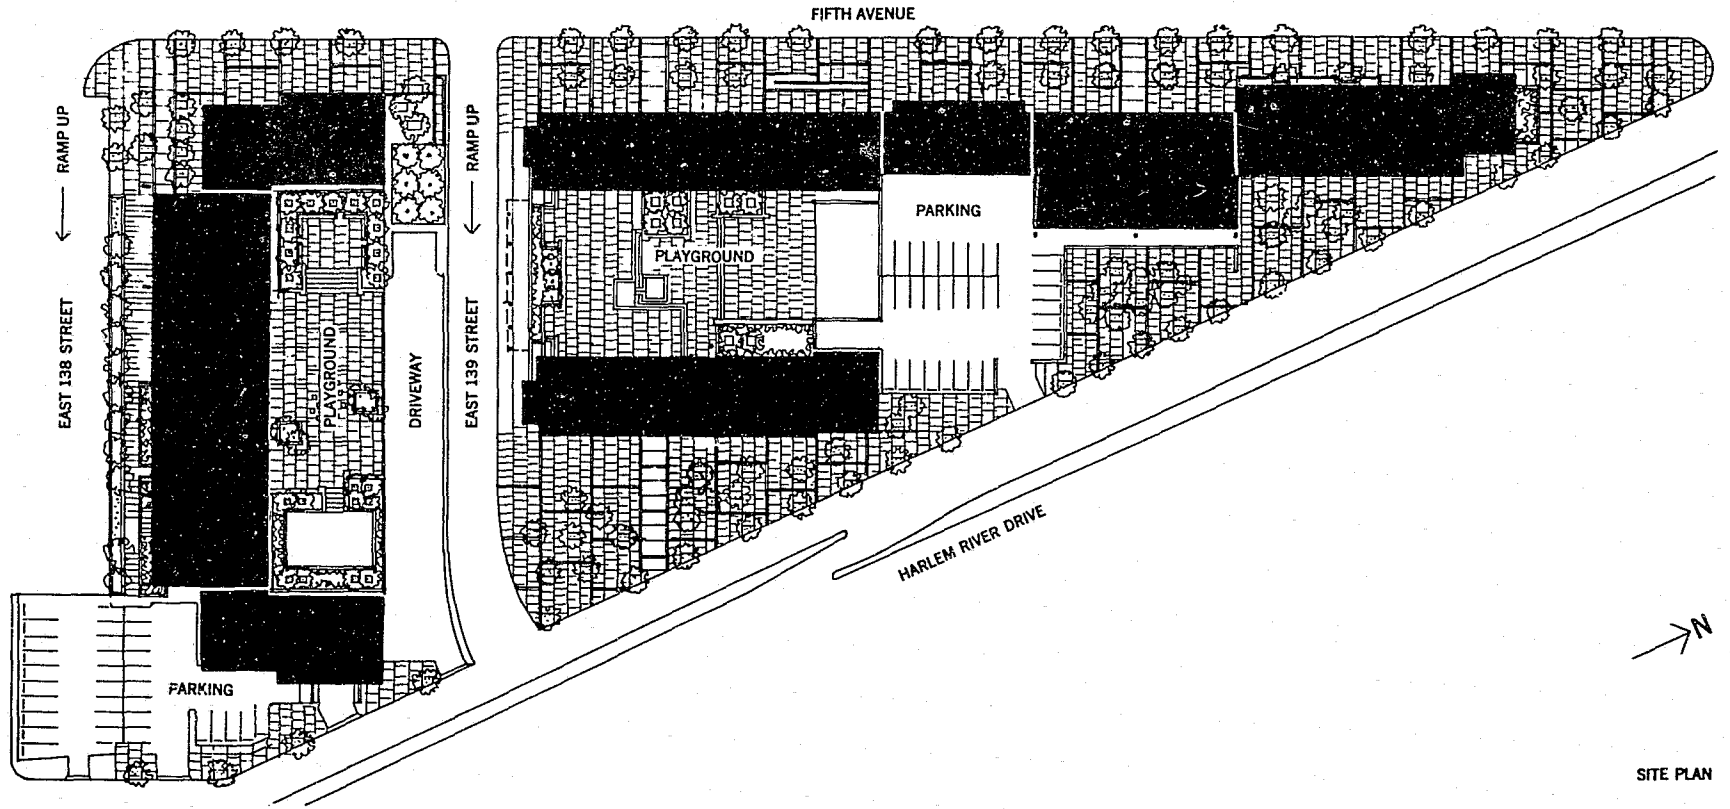 FIFTH AVENUE
RAMP UP
RAMP UP
PARKING
PLAYGROUND
EAST 138 STREET
PLAYGROUND
DRIVEWAY
EAST 139 STREET
HARLEM RIVER DRIVE
N
PARKING
SITE PLAN